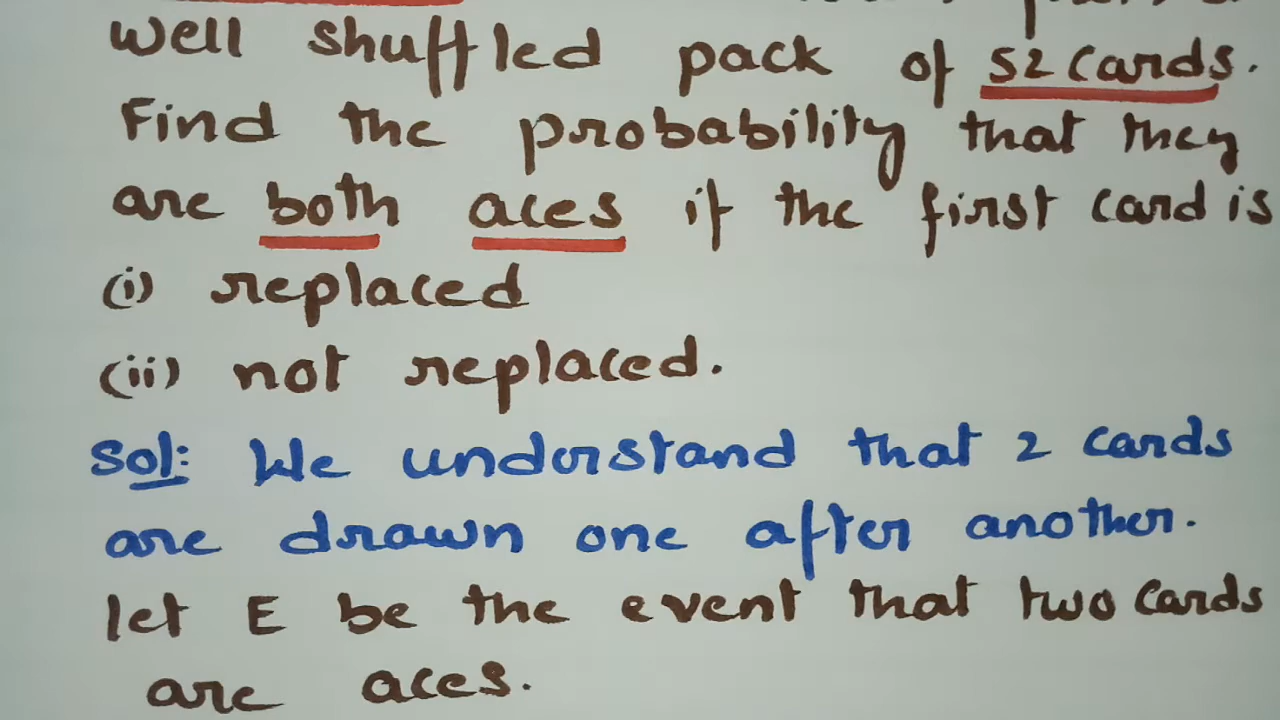 well shuffled pack of 52 cards.
Find the probability that they
are both aces if the first card is
(i) replaced
(ii) not replaced.
Sol: We understand that 2 cards
are drawn one after another.
let E be the event that two cards
are aces.